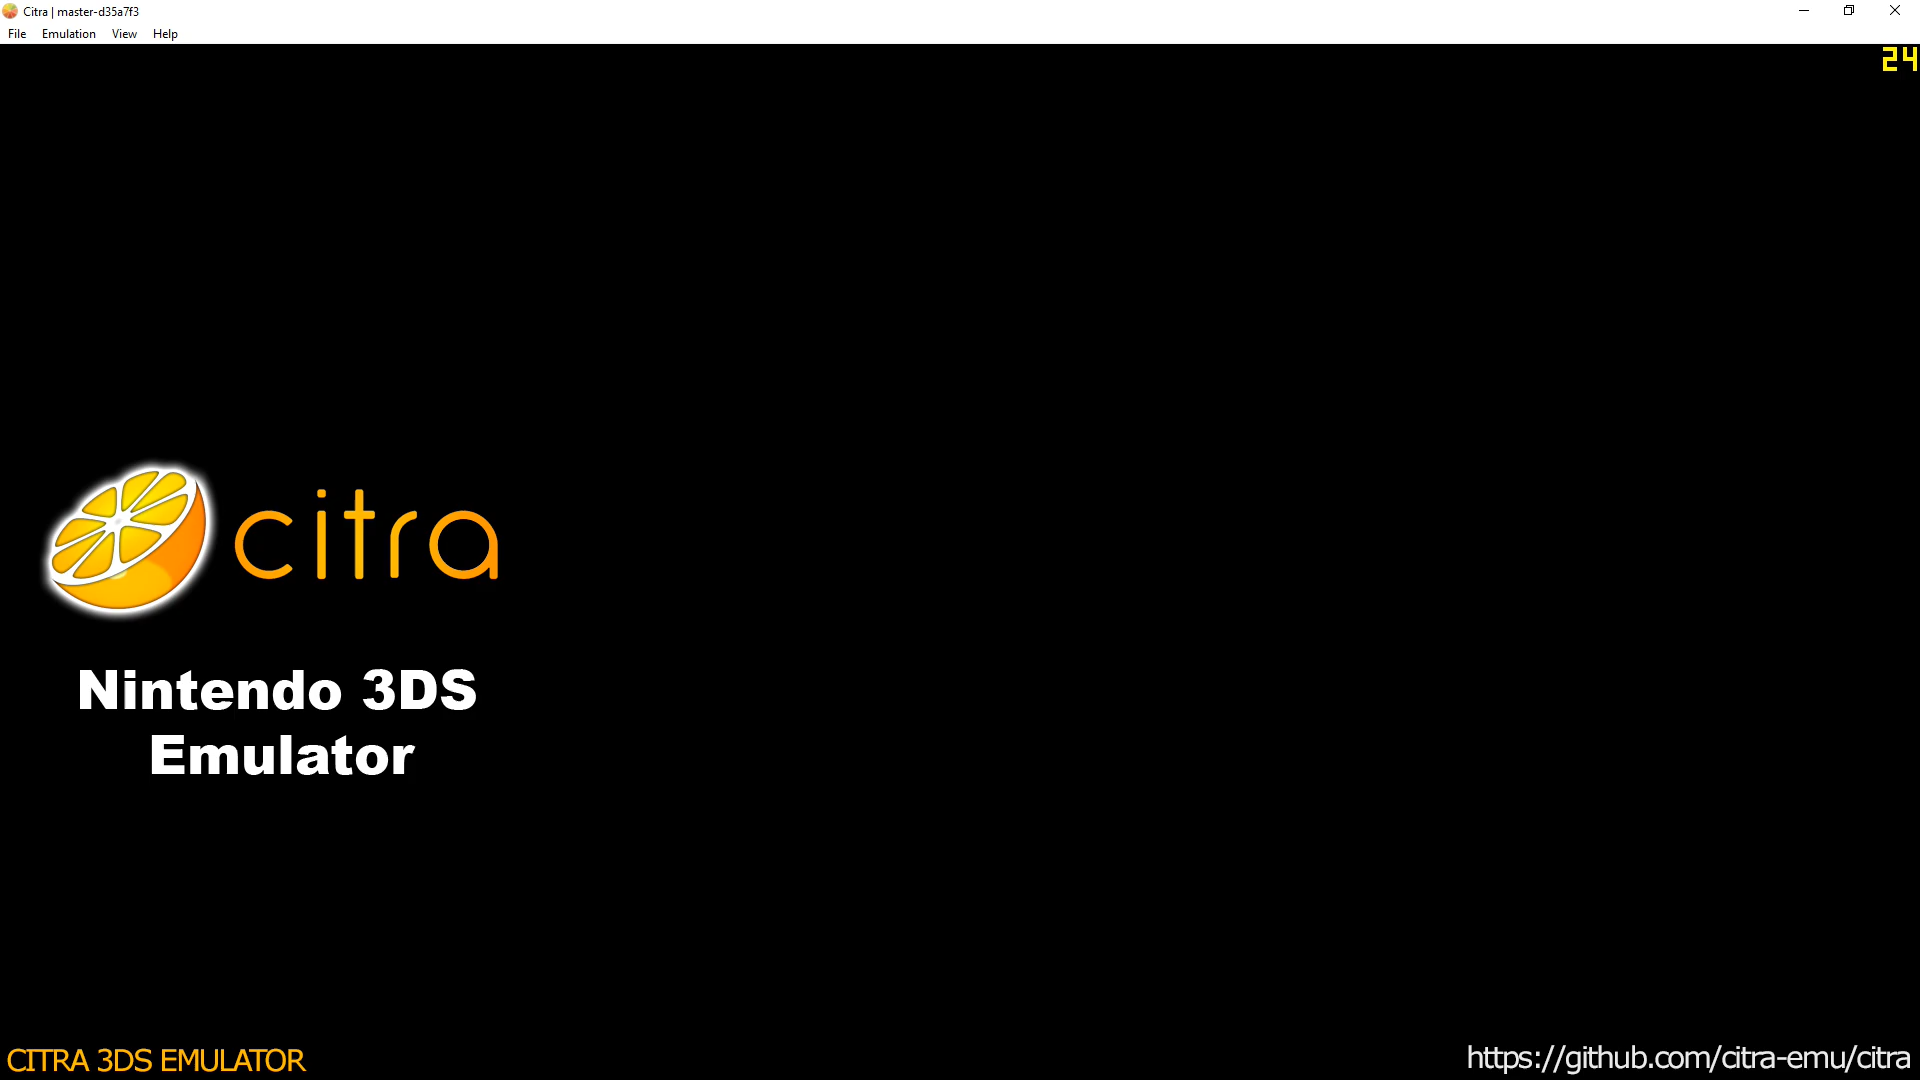 Citra | master-d35a7f3
File Emulation View Help
24
citra
Nintendo 3DS
Emulator
CITRA 3DS EMULATOR
https://github.com/citra-emu/citra